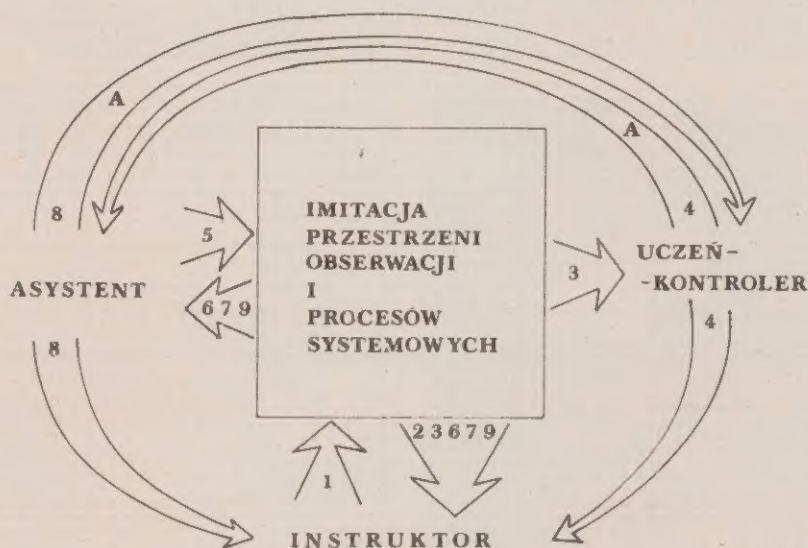 A
A
8
4
5
IMITACJA
PRZESTRZENI
OBSERWACJI
I
PROCESÓW
SYSTEMOWYCH
3
UCZEŃ-
-KONTROLER
ASYSTENT
6 7 9
8
4
2 3 6 7 9
1
INSTRUKTOR